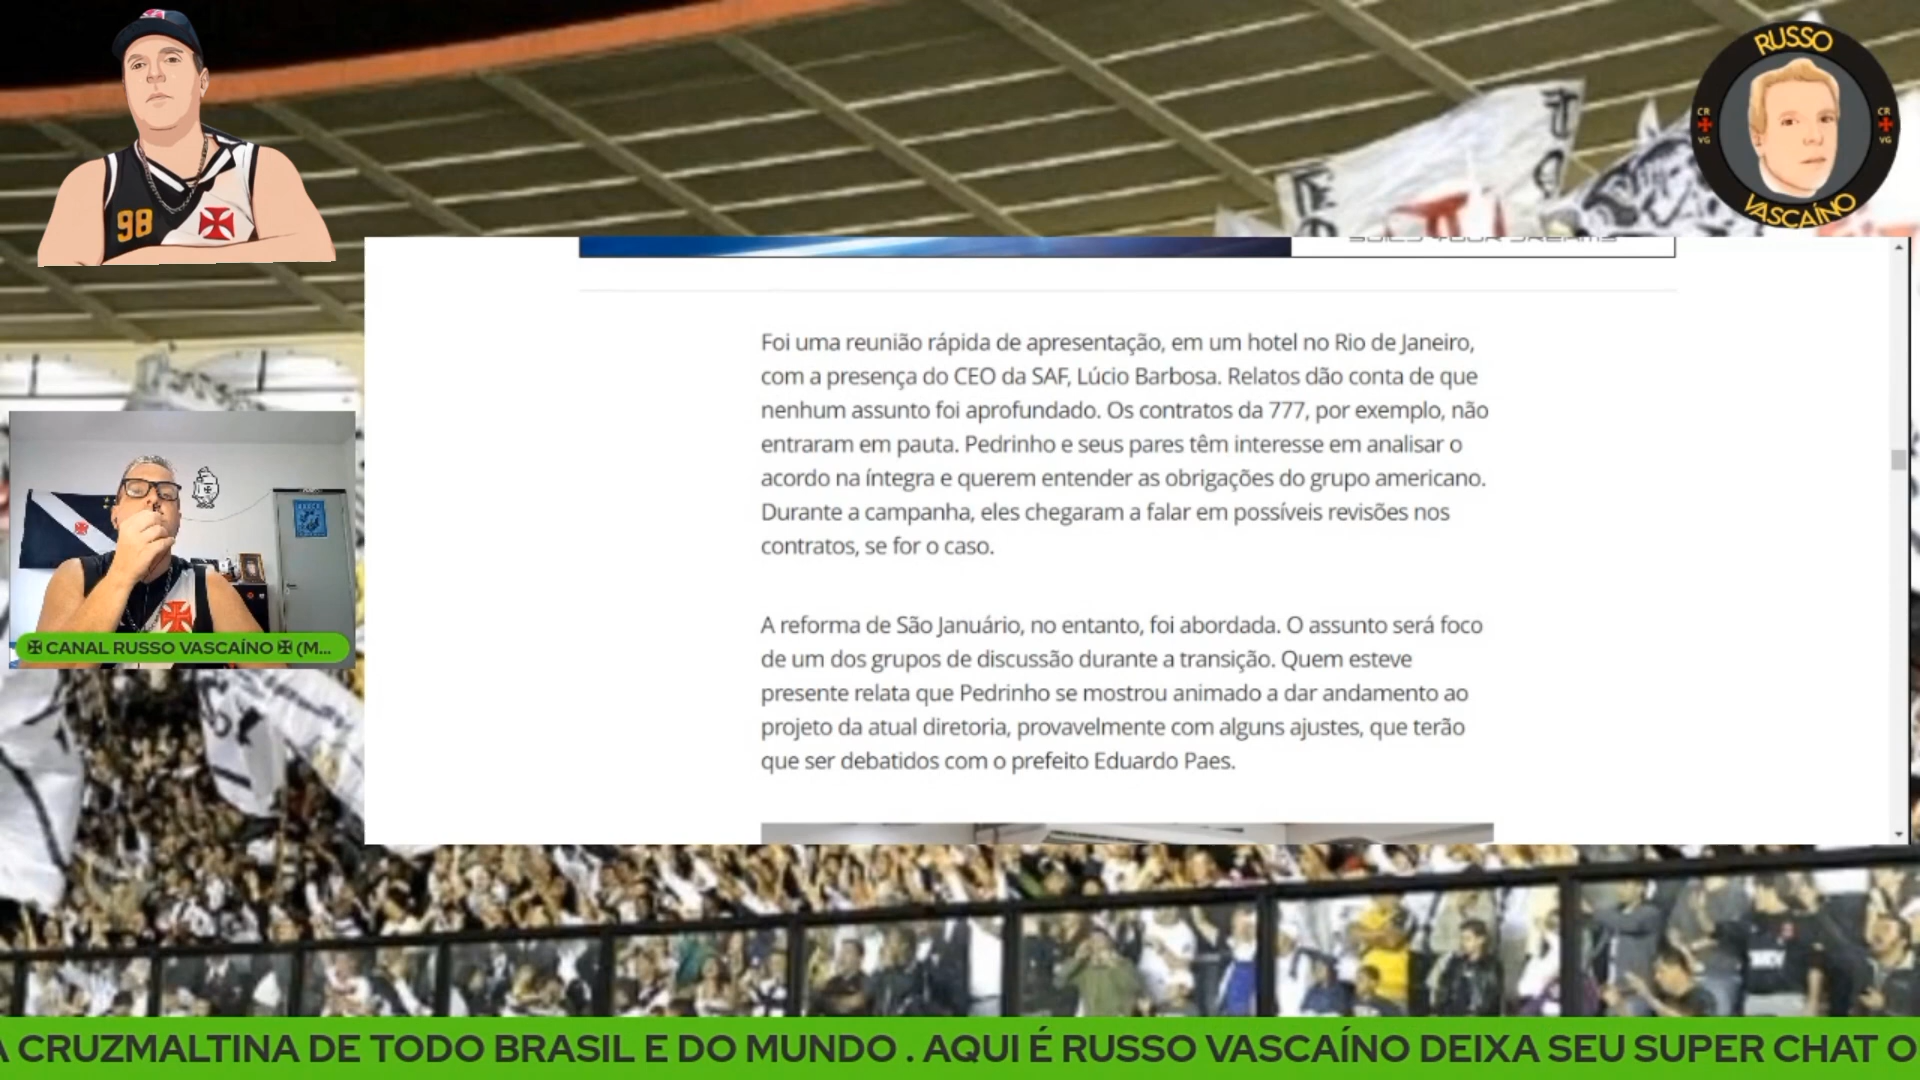 RUSSO
CR
VG
CR
VG
VASCAÍNO
98
Foi uma reunião rápida de apresentação, em um hotel no Rio de Janeiro,
com a presença do CEO da SAF, Lúcio Barbosa. Relatos dão conta de que
nenhum assunto foi aprofundado. Os contratos da 777, por exemplo, não
entraram em pauta. Pedrinho e seus pares têm interesse em analisar o
acordo na íntegra e querem entender as obrigações do grupo americano.
Durante a campanha, eles chegaram a falar em possíveis revisões nos
contratos, se for o caso.
A reforma de São Januário, no entanto, foi abordada. O assunto será foco
de um dos grupos de discussão durante a transição. Quem esteve
presente relata que Pedrinho se mostrou animado a dar andamento ao
projeto da atual diretoria, provavelmente com alguns ajustes, que terão
que ser debatidos com o prefeito Eduardo Paes.
✠ CANAL RUSSO VASCAÍNO ✠ (M...
A CRUZMALTINA DE TODO BRASIL E DO MUNDO . AQUI É RUSSO VASCAÍNO DEIXA SEU SUPER CHAT O